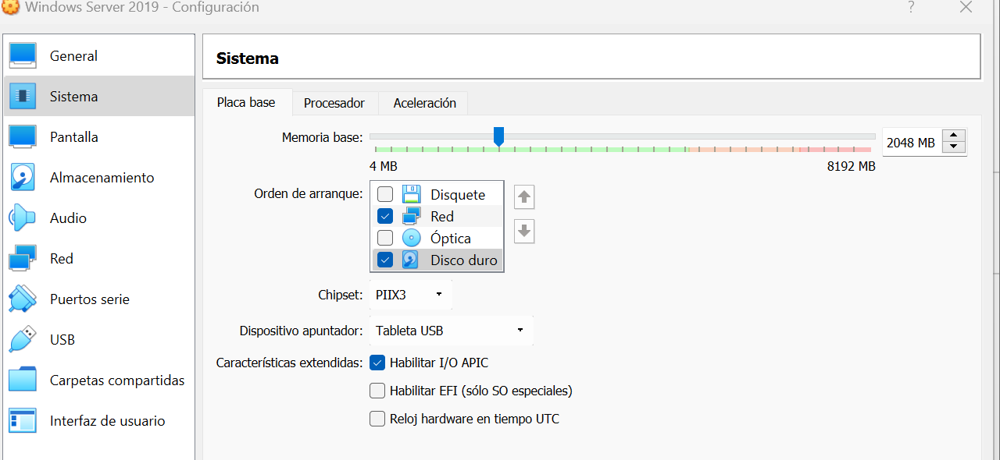 Windows Server 2019 - Configuración
?
General
Sistema
Pantalla
Almacenamiento
Audio
Red
Puertos serie
USB
Carpetas compartidas
Interfaz de usuario
Sistema
Placa base Procesador Aceleración
Memoria base: 2048 MB
4 MB 8192 MB
Orden de arranque: Disquete
Red
Óptica
Disco duro
Chipset: PIIX3
Dispositivo apuntador: Tableta USB
Características extendidas: Habilitar I/O APIC
Habilitar EFI (sólo SO especiales)
Reloj hardware en tiempo UTC